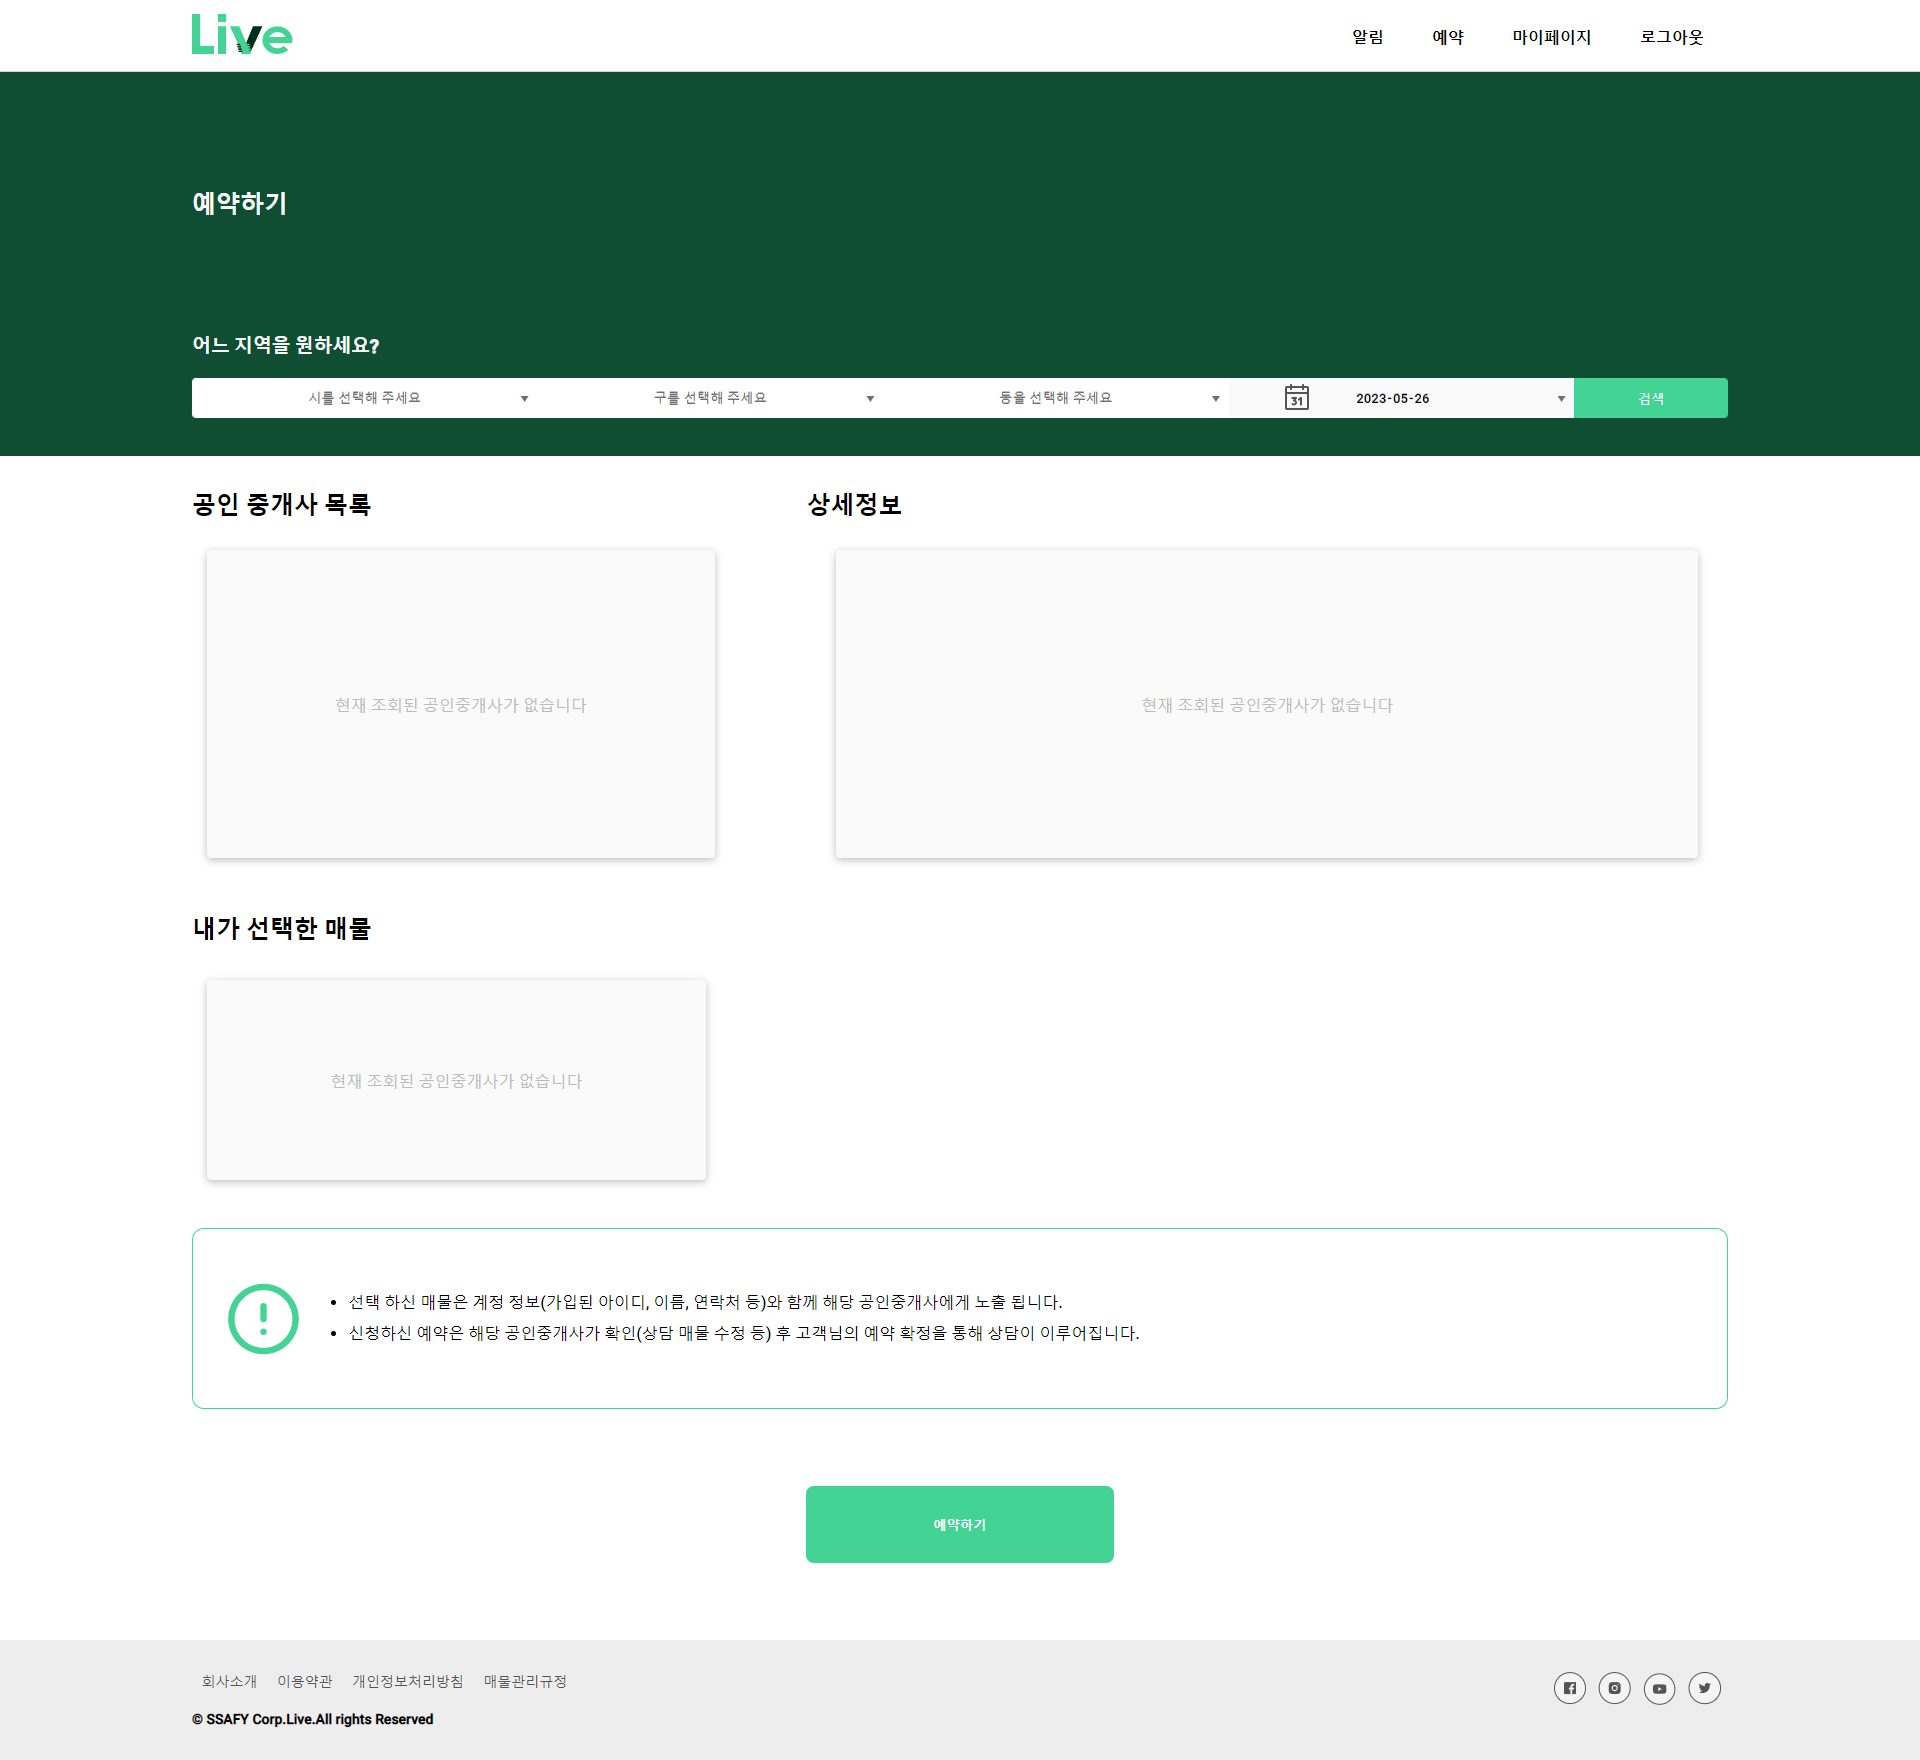 Live
알림 예약 마이페이지 로그아웃
예약하기
어느 지역을 원하세요?
시를 선택해 주세요 구를 선택해 주세요 동을 선택해 주세요 31 2023-05-26 검색
공인 중개사 목록
상세정보
현재 조회된 공인중개사가 없습니다
현재 조회된 공인중개사가 없습니다
내가 선택한 매물
현재 조회된 공인중개사가 없습니다
선택 하신 매물은 계정 정보(가입된 아이디, 이름, 연락처 등)와 함께 해당 공인중개사에게 노출 됩니다.
신청하신 예약은 해당 공인중개사가 확인(상담 매물 수정 등) 후 고객님의 예약 확정을 통해 상담이 이루어집니다.
예약하기
회사소개 이용약관 개인정보처리방침 매물관리규정
© SSAFY Corp.Live.All rights Reserved